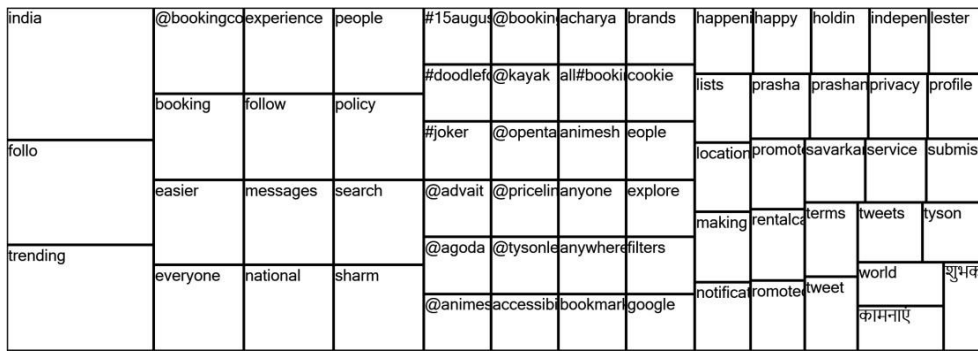 india
follo
trending
@bookingco
experience
people
booking
follow
policy
easier
messages
search
everyone
national
sharm
#15augus
@bookin
acharya
brands
#doodlefo
@kayak
all#booki
cookie
#joker
@openta
animesh
eople
@advait
@pricelin
anyone
explore
@agoda
@tysonle
anywhere
filters
@animes
accessibi
bookmark
google
happeni
happy
holdin
indepen
lester
lists
prasha
prashan
privacy
profile
location
promote
savarkar
service
submis
making
rentalca
terms
tweets
tyson
notificat
romoted
tweet
world
कामनाएं
शुभक